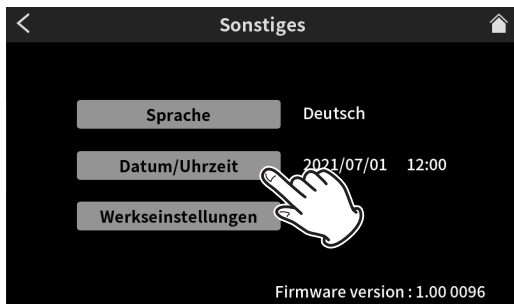 Sonstiges
Sprache Deutsch
Datum/Uhrzeit 2021/07/01 12:00
Werkseinstellungen
Firmware version : 1.00 0096